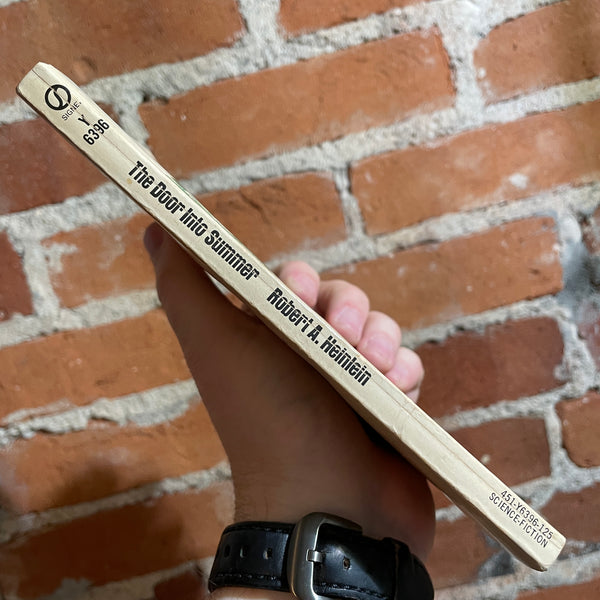 SIGNET
Y
6396
The Door Into Summer Robert A. Heinlein
451-Y6396-125
SCIENCE-FICTION